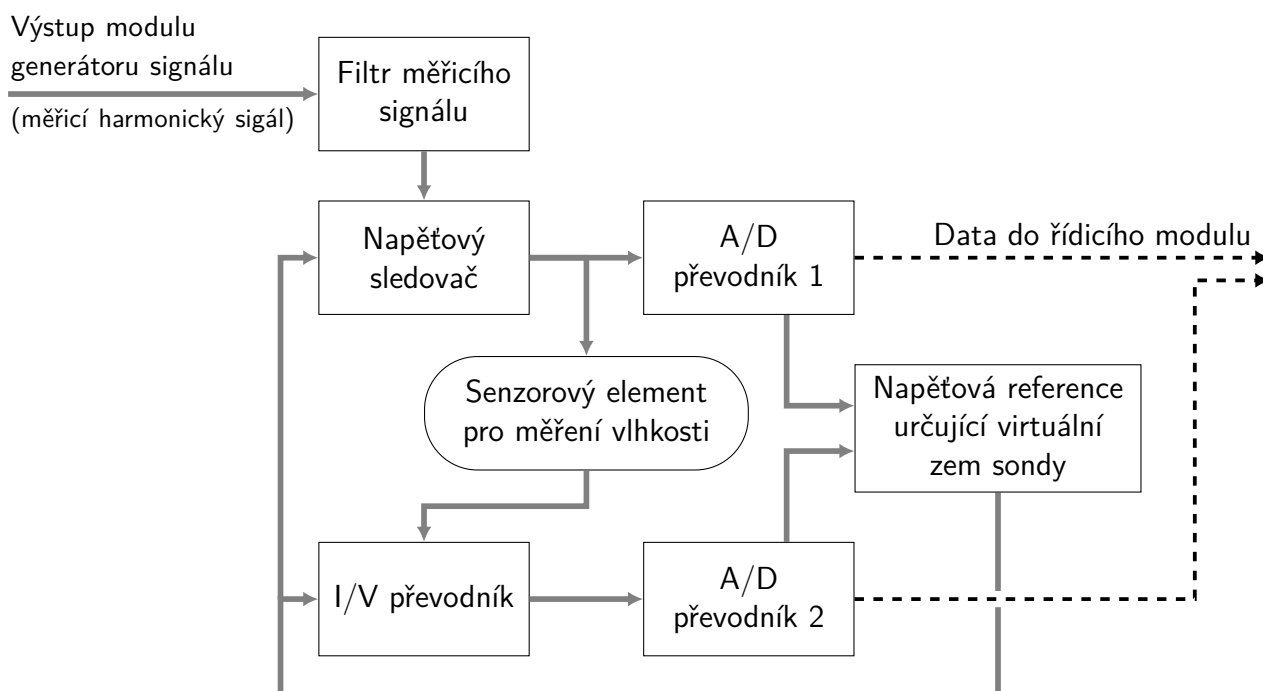 Výstup modulu
generátoru signálu
(měřicí harmonický sigál)
Filtr měřicího
signálu
Napěťový
sledovač
A/D
převodník 1
Data do řídicího modulu
Senzorový element
pro měření vlhkosti
Napěťová reference
určující virtuální
zem sondy
I/V převodník
A/D
převodník 2